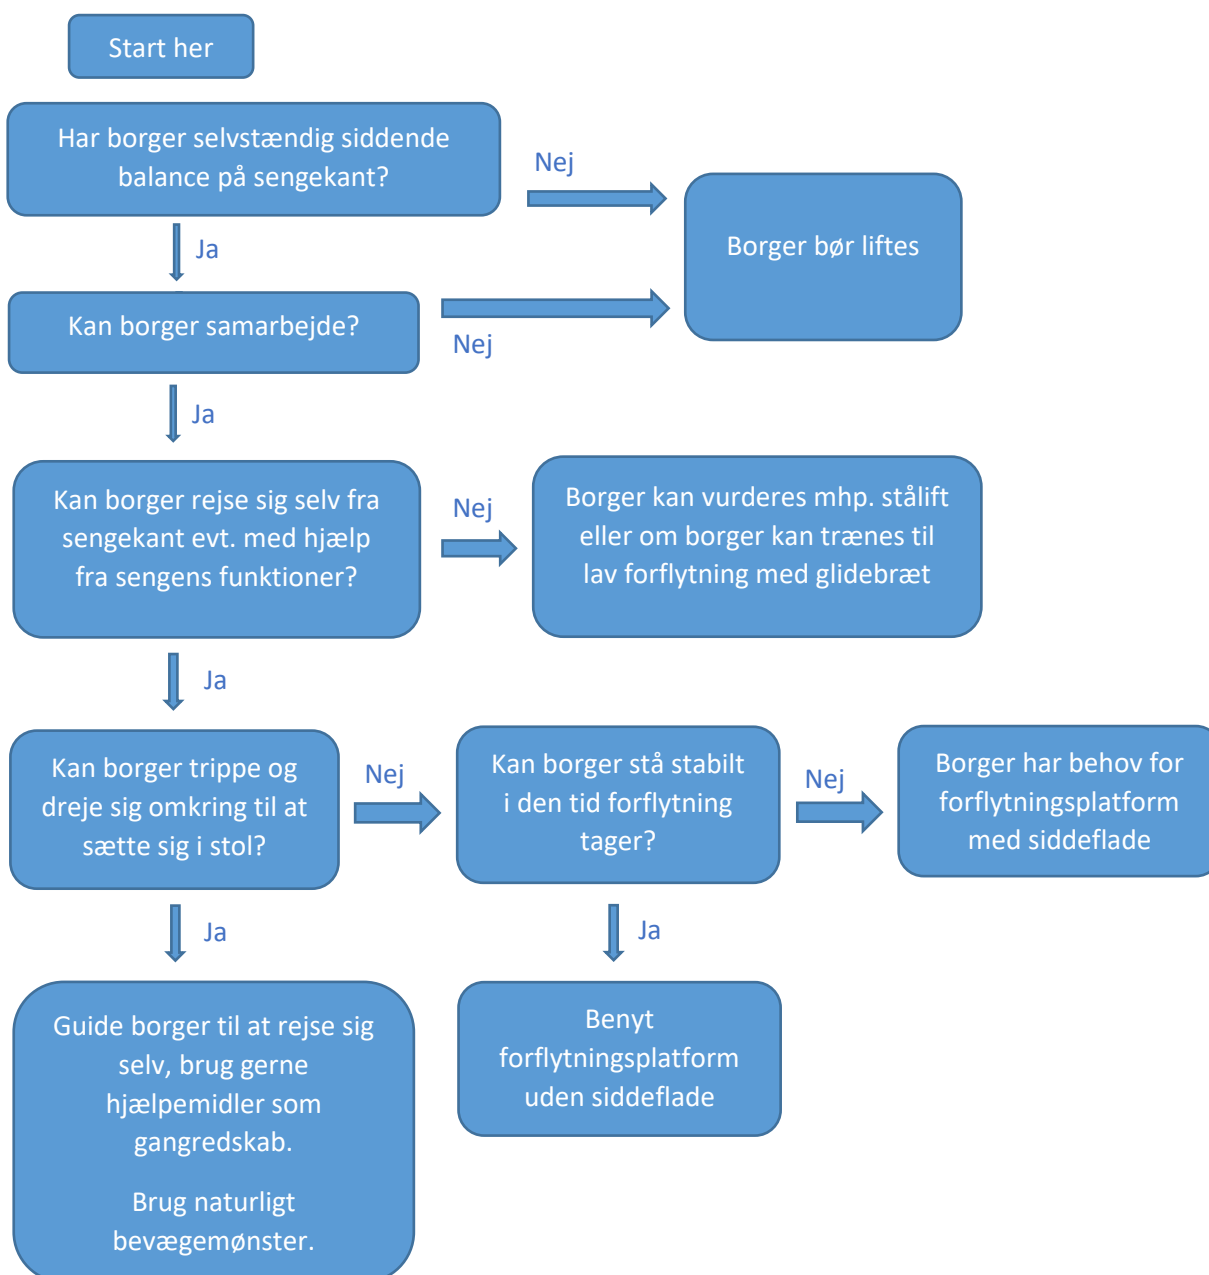 Start her
Har borger selvstændig siddende
balance på sengekant?
Nej
Borger bør liftes
Ja
Kan borger samarbejde?
Nej
Ja
Kan borger rejse sig selv fra
sengekant evt. med hjælp
fra sengens funktioner?
Nej
Borger kan vurderes mhp. stålift
eller om borger kan trænes til
lav forflytning med glidebræt
Ja
Kan borger trippe og
dreje sig omkring til at
sætte sig i stol?
Nej
Kan borger stå stabilt
i den tid forflytning
tager?
Nej
Borger har behov for
forflytningsplatform
med siddeflade
Ja
Ja
Guide borger til at rejse sig
selv, brug gerne
hjælpemidler som
gangredskab.
Brug naturligt
bevægemønster.
Benyt
forflytningsplatform
uden siddeflade